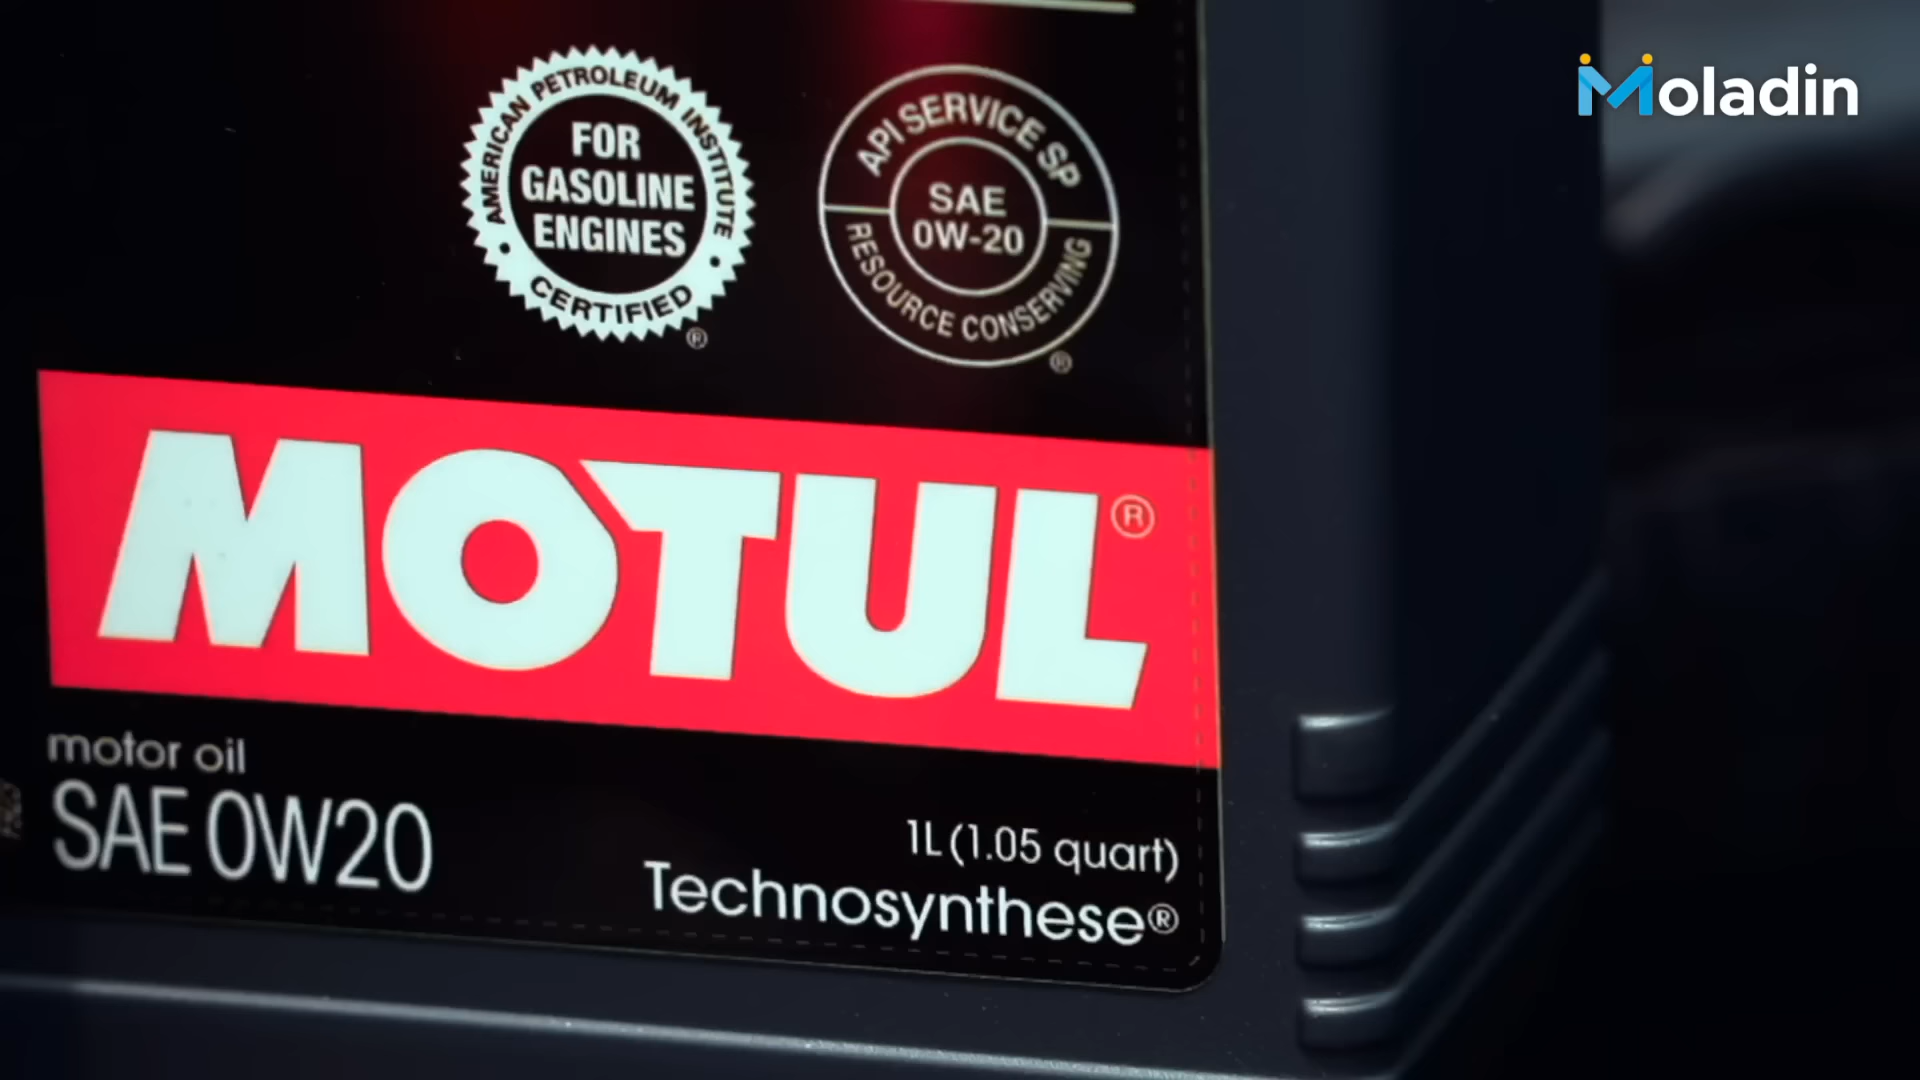 Moladin
AMERICAN PETROLEUM INSTITUTE
FOR
GASOLINE
ENGINES
CERTIFIED
®
API SERVICE SP
SAE
0W-20
RESOURCE CONSERVING
®
MOTUL®
motor oil
SAE 0W20
1L (1.05 quart)
Technosynthese®